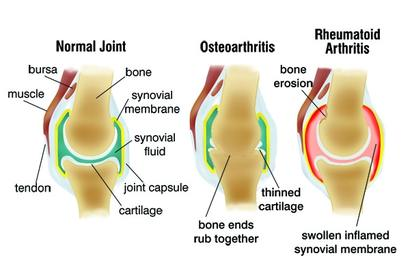 Normal Joint
bursa
bone
muscle
synovial
membrane
synovial
fluid
tendon
joint capsule
cartilage
Osteoarthritis
thinned
cartilage
bone ends
rub together
Rheumatoid
Arthritis
bone
erosion
swollen inflamed
synovial membrane